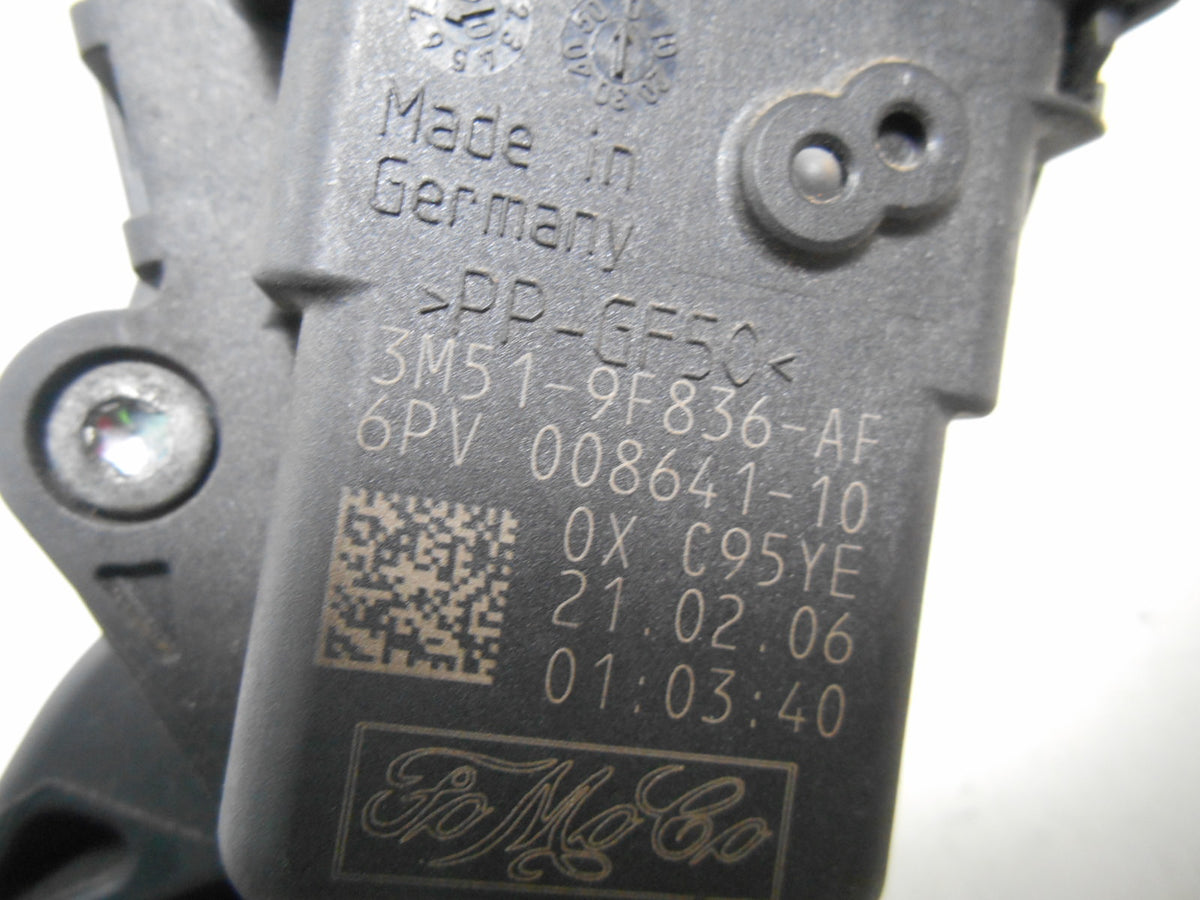 Made in
Germany
>PP-GF50<
3M51-9F836-AF
6PV 008641-10
0X C95YE
21.02.06
01:03:40
FoMoCo